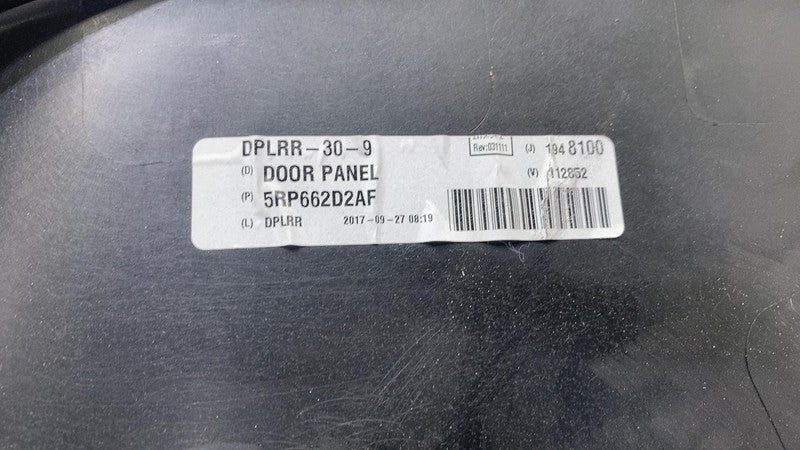 DPLRR-30-9
Rev:031111
(J) 1948100
(D) DOOR PANEL
(V) 112852
(P) 5RP662D2AF
(L) DPLRR 2017-09-27 08:19